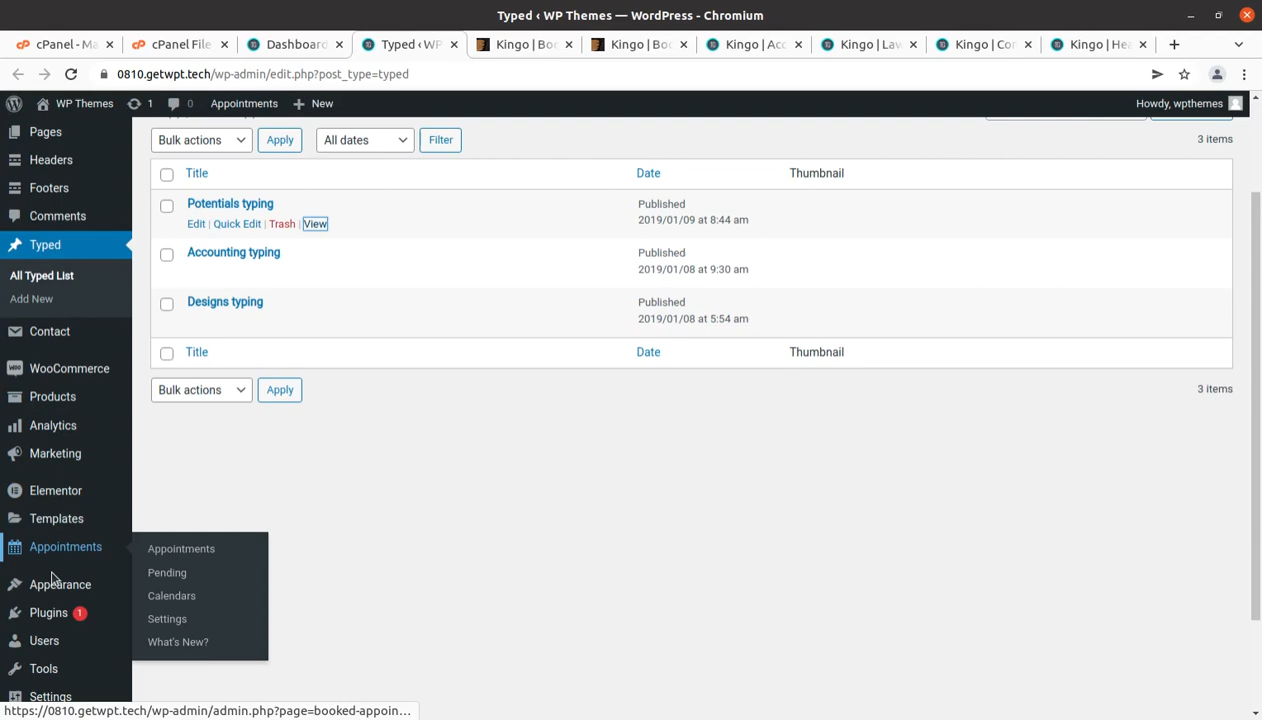 Typed ‹ WP Themes — WordPress - Chromium
cPanel - Ma
cPanel File
Dashboard
Typed ‹ WP
Kingo | Boo
Kingo | Boo
Kingo | Acc
Kingo | Law
Kingo | Con
Kingo | Hea
0810.getwpt.tech/wp-admin/edit.php?post_type=typed
WP Themes
1
0
Appointments
New
Howdy, wpthemes
Pages
Headers
Footers
Comments
Typed
All Typed List
Add New
Contact
WooCommerce
Products
Analytics
Marketing
Elementor
Templates
Appointments
Appearance
Plugins 1
Users
Tools
Settings
Appointments
Pending
Calendars
Settings
What's New?
Bulk actions
Apply
All dates
Filter
3 items
Title
Date
Thumbnail
Potentials typing
Edit | Quick Edit | Trash | View
Published
2019/01/09 at 8:44 am
Accounting typing
Published
2019/01/08 at 9:30 am
Designs typing
Published
2019/01/08 at 5:54 am
Title
Date
Thumbnail
Bulk actions
Apply
3 items
https://0810.getwpt.tech/wp-admin/admin.php?page=booked-appoin...